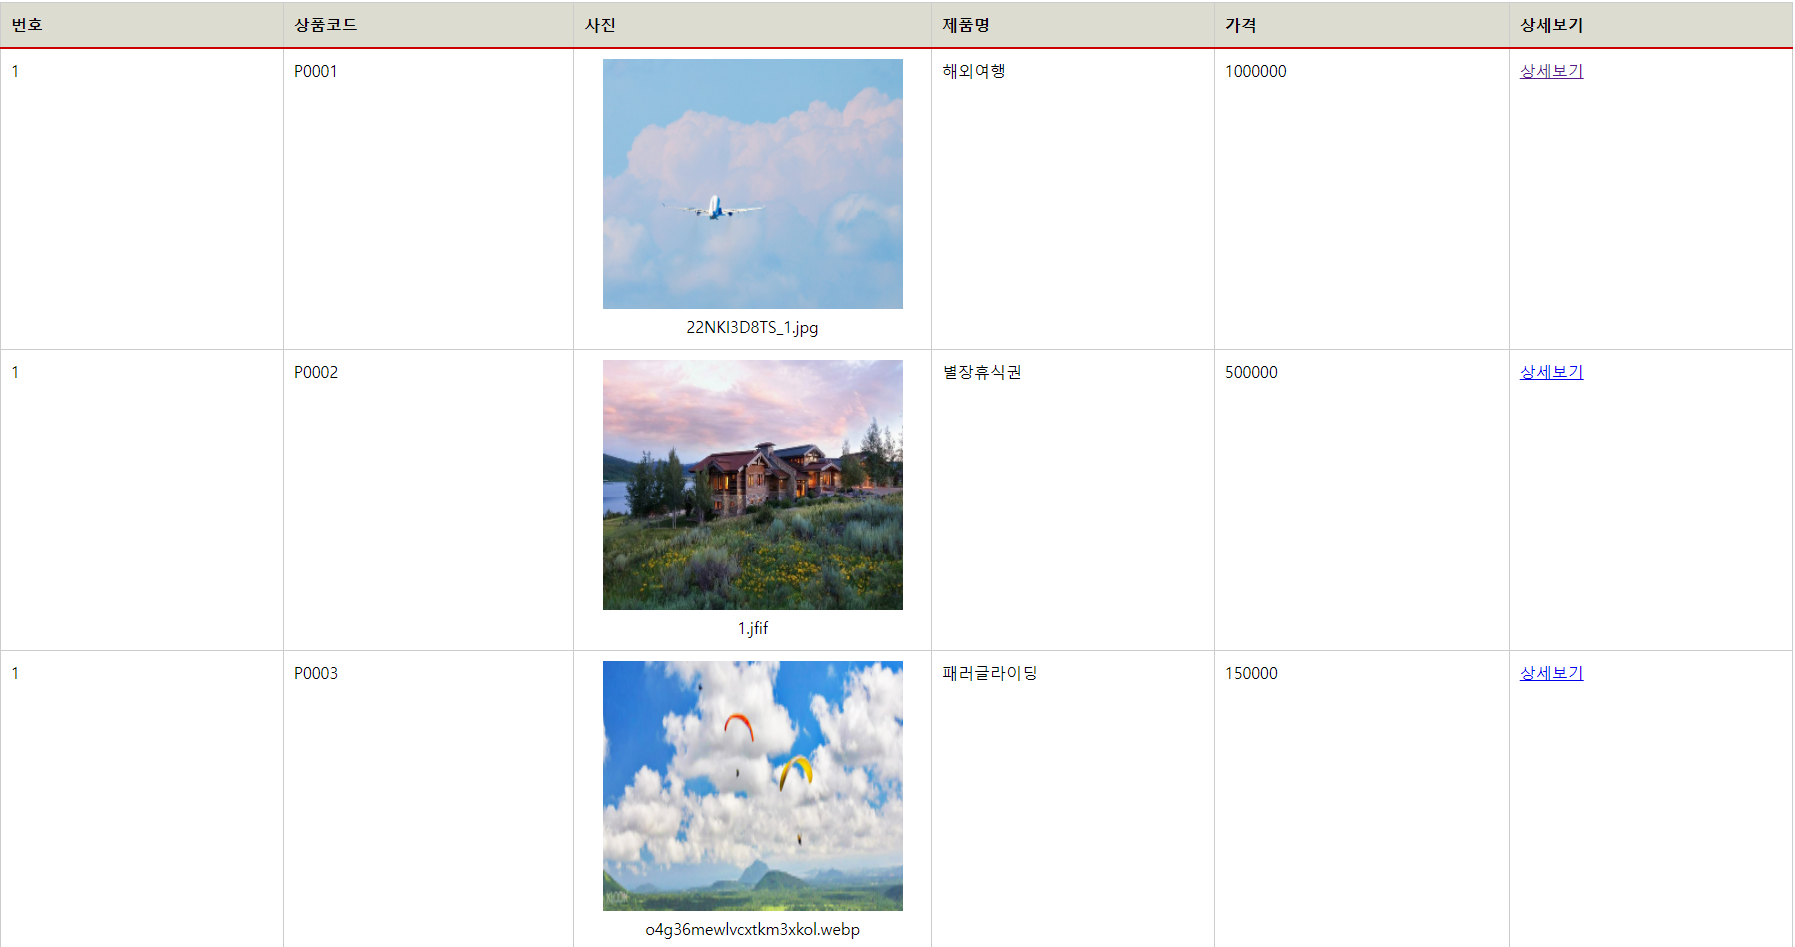 번호 상품코드 사진 제품명 가격 상세보기
1 P0001 해외여행 1000000 상세보기
22NKI3D8TS_1.jpg
1 P0002 별장휴식권 500000 상세보기
1.jfif
1 P0003 패러글라이딩 150000 상세보기
o4g36mewlvcxtkm3xkol.webp